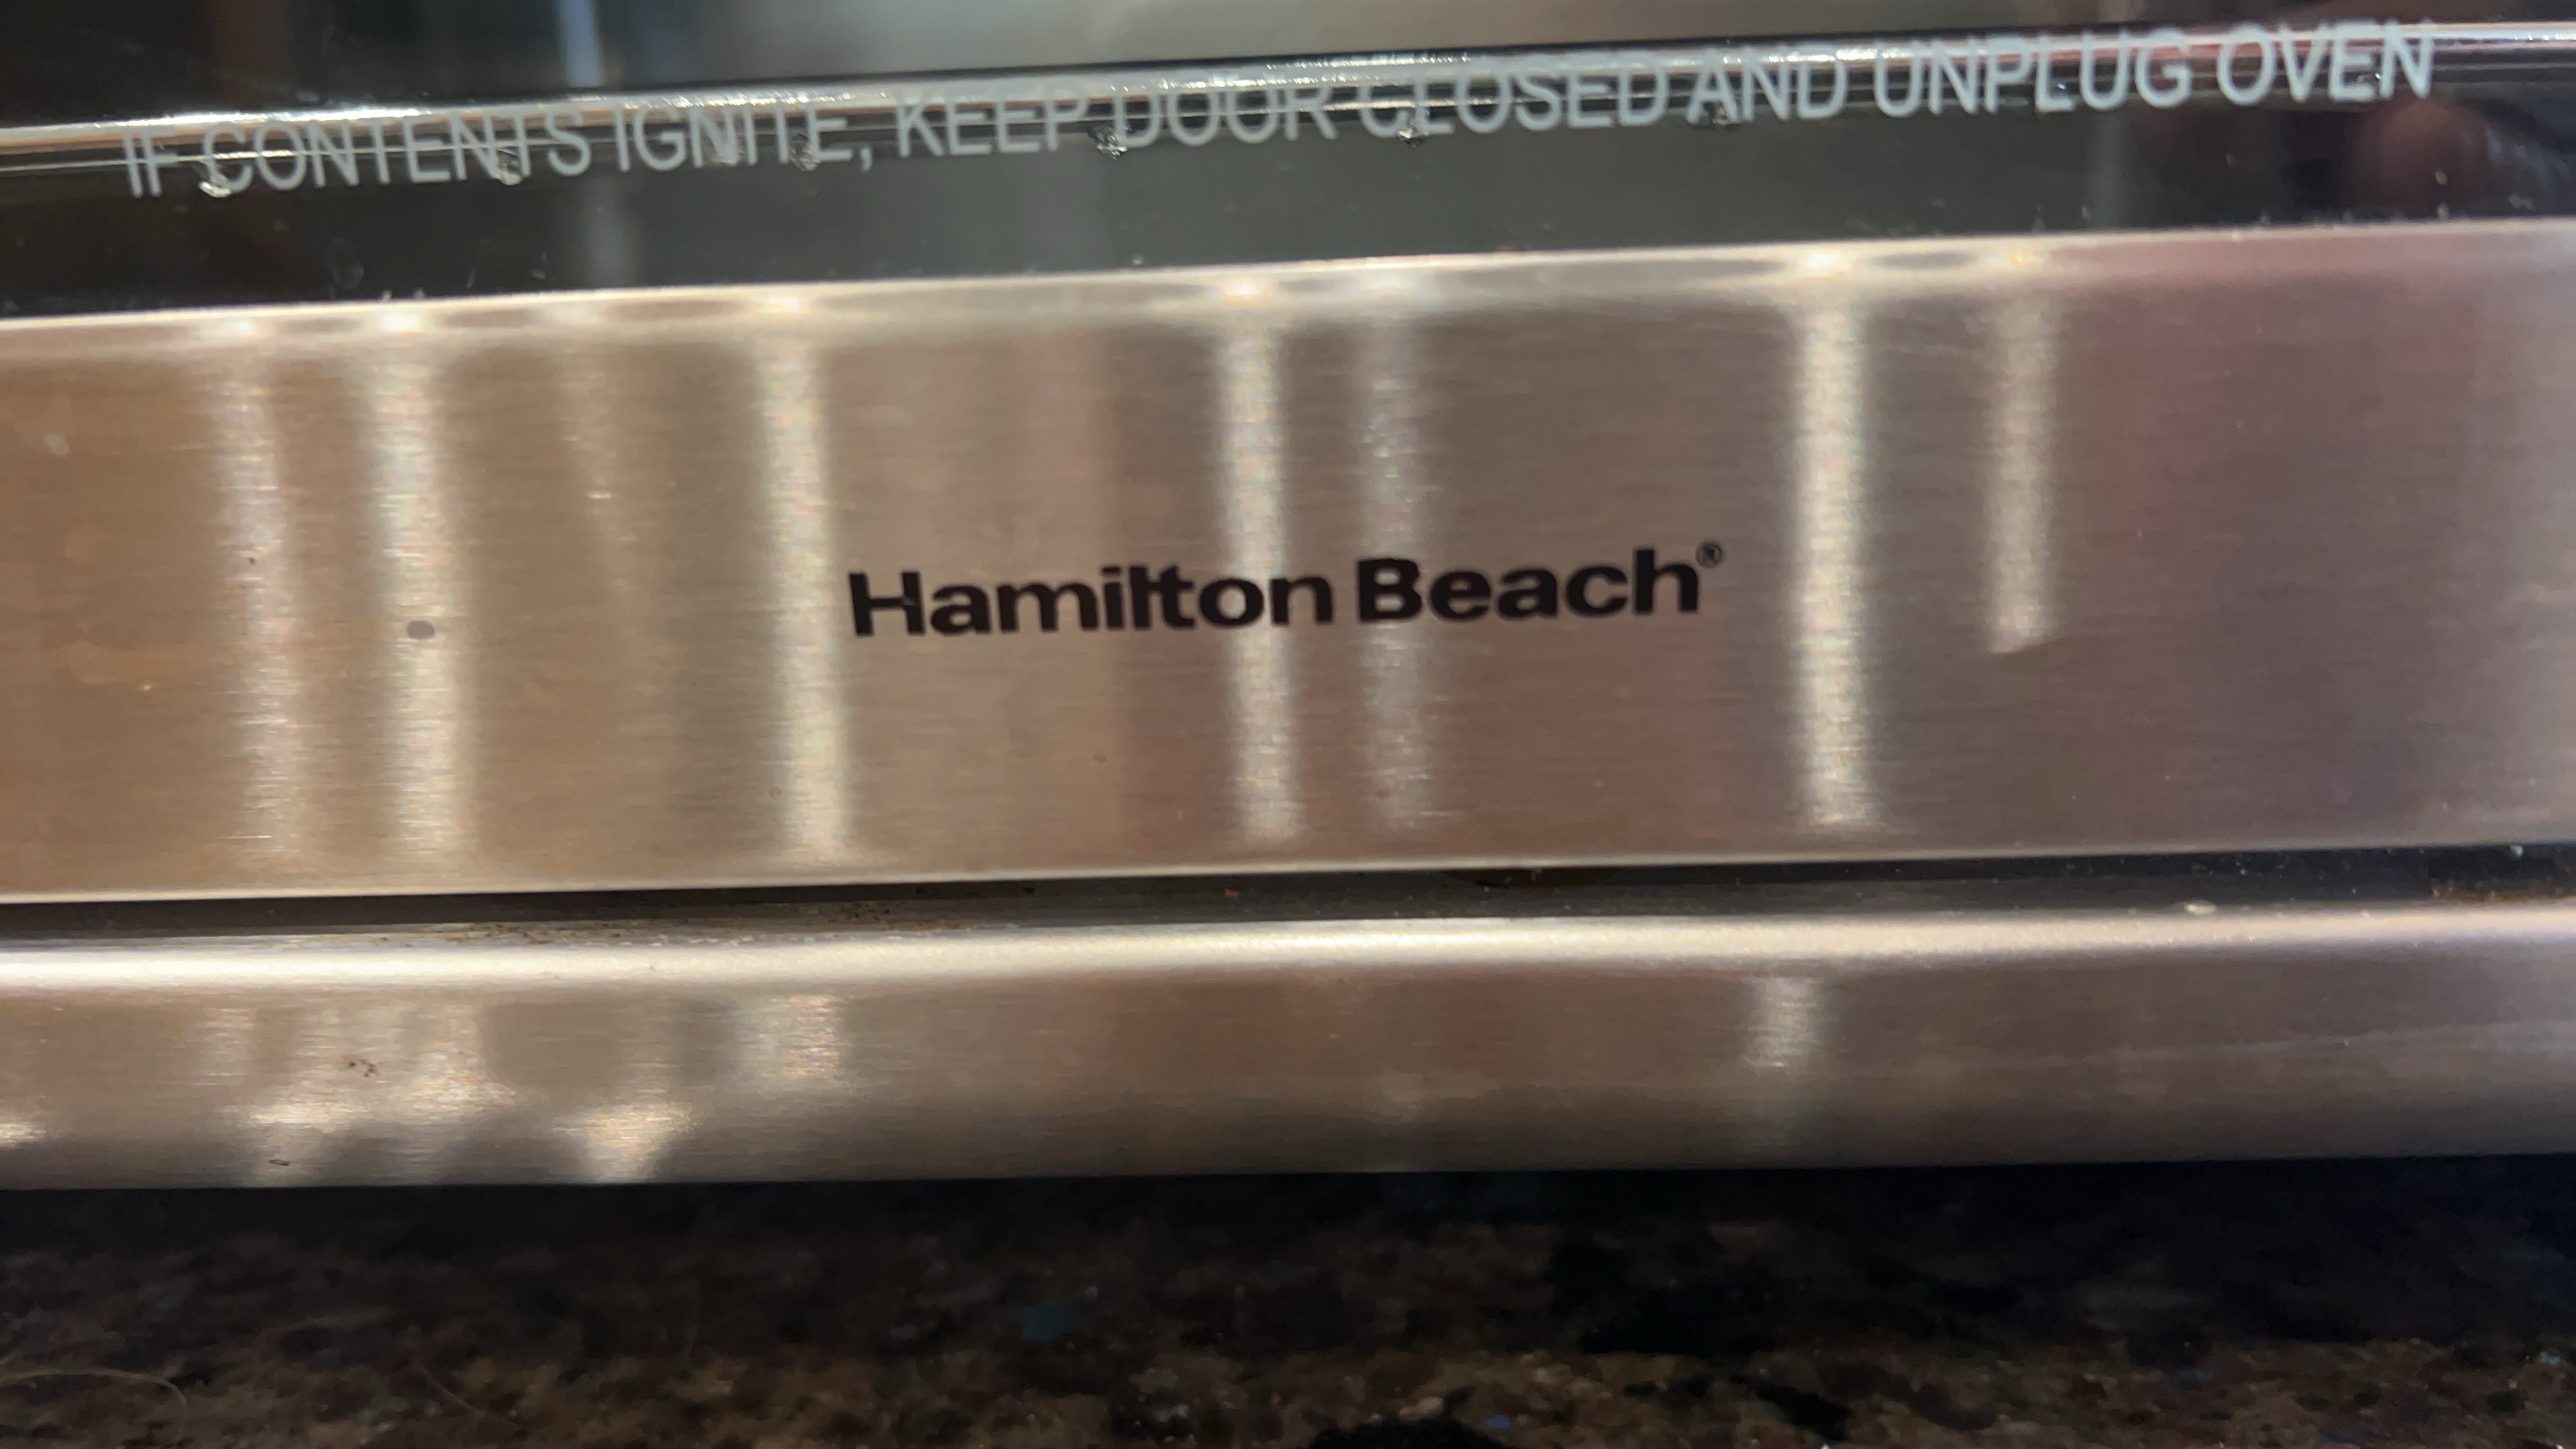 IF CONTENTS IGNITE, KEEP DOOR CLOSED AND UNPLUG OVEN
Hamilton Beach®